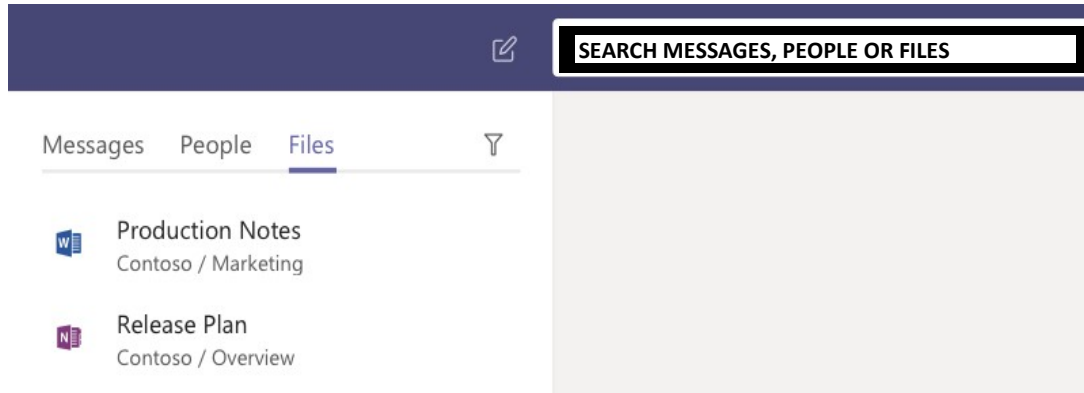 SEARCH MESSAGES, PEOPLE OR FILES
Messages People Files
Production Notes
Contoso / Marketing
Release Plan
Contoso / Overview